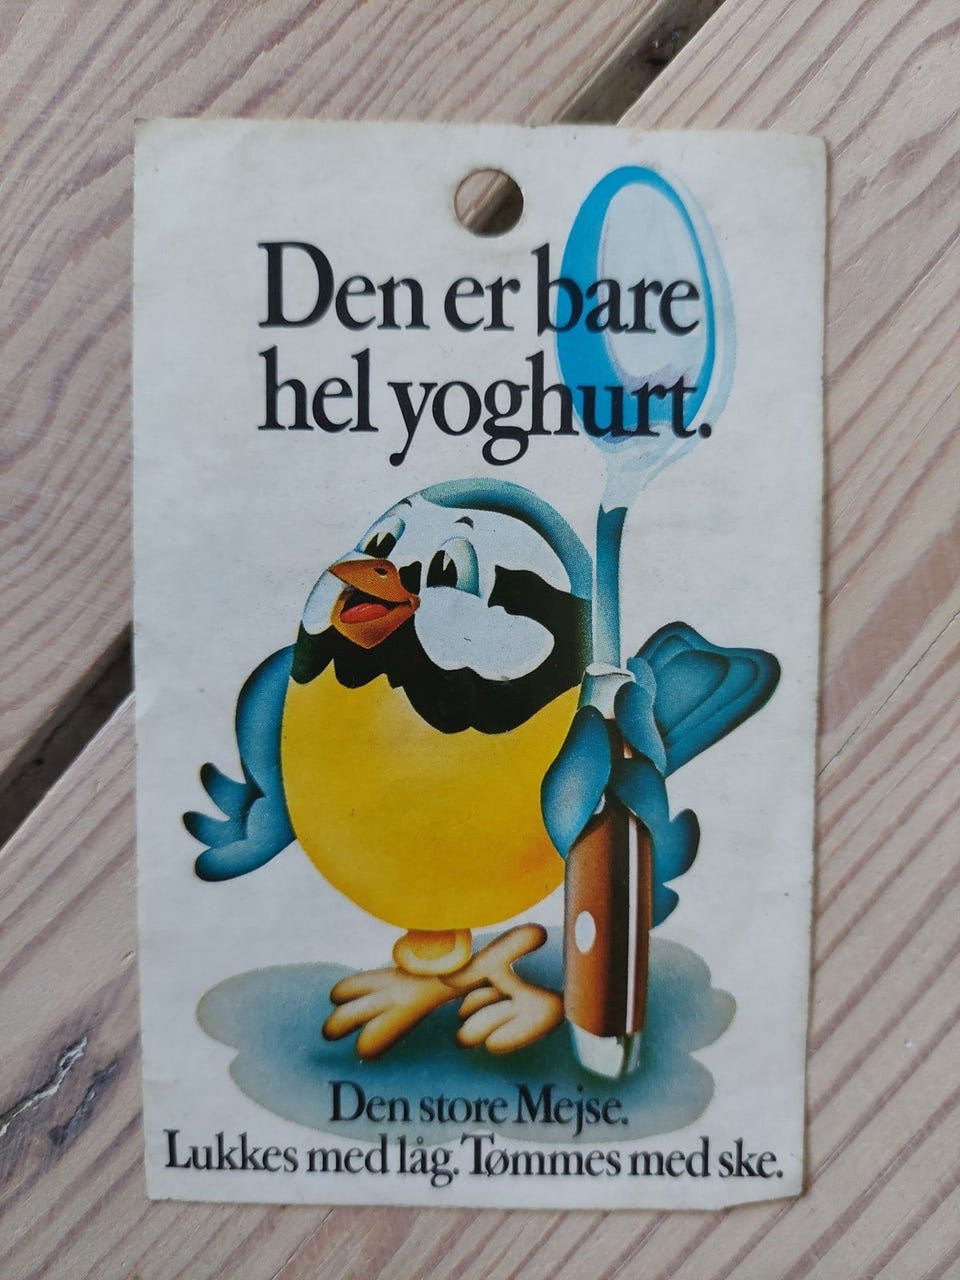 Den er bare
hel yoghurt.
Den store Mejse.
Lukkes med låg. Tømmes med ske.